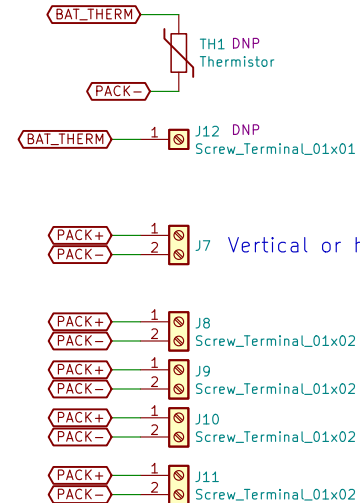 BAT_THERM
TH1 DNP
Thermistor
PACK-
BAT_THERM 1 J12 DNP
Screw_Terminal_01x01
PACK+ 1
PACK- 2
J7 Vertical or
PACK+ 1 J8
PACK- 2 Screw_Terminal_01x02
PACK+ 1 J9
PACK- 2 Screw_Terminal_01x02
PACK+ 1 J10
PACK- 2 Screw_Terminal_01x02
PACK+ 1 J11
PACK- 2 Screw_Terminal_01x02